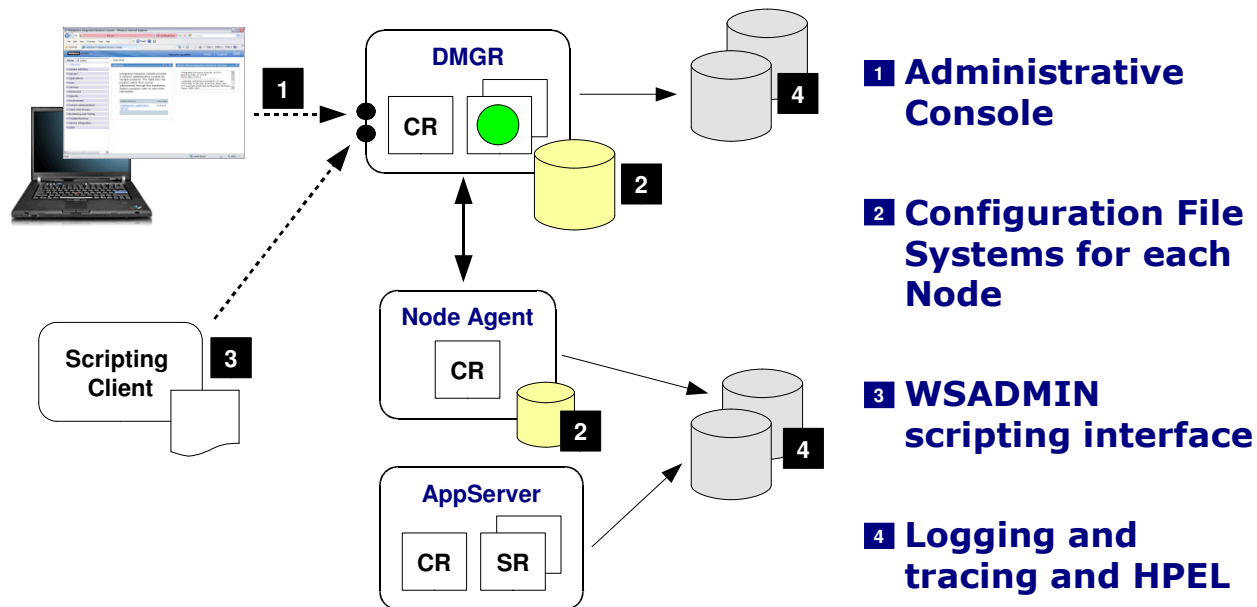 1
DMGR
CR
2
4
Node Agent
CR
2
Scripting
Client
3
AppServer
CR
SR
4
1 Administrative
Console
2 Configuration File
Systems for each
Node
3 WSADMIN
scripting interface
4 Logging and
tracing and HPEL